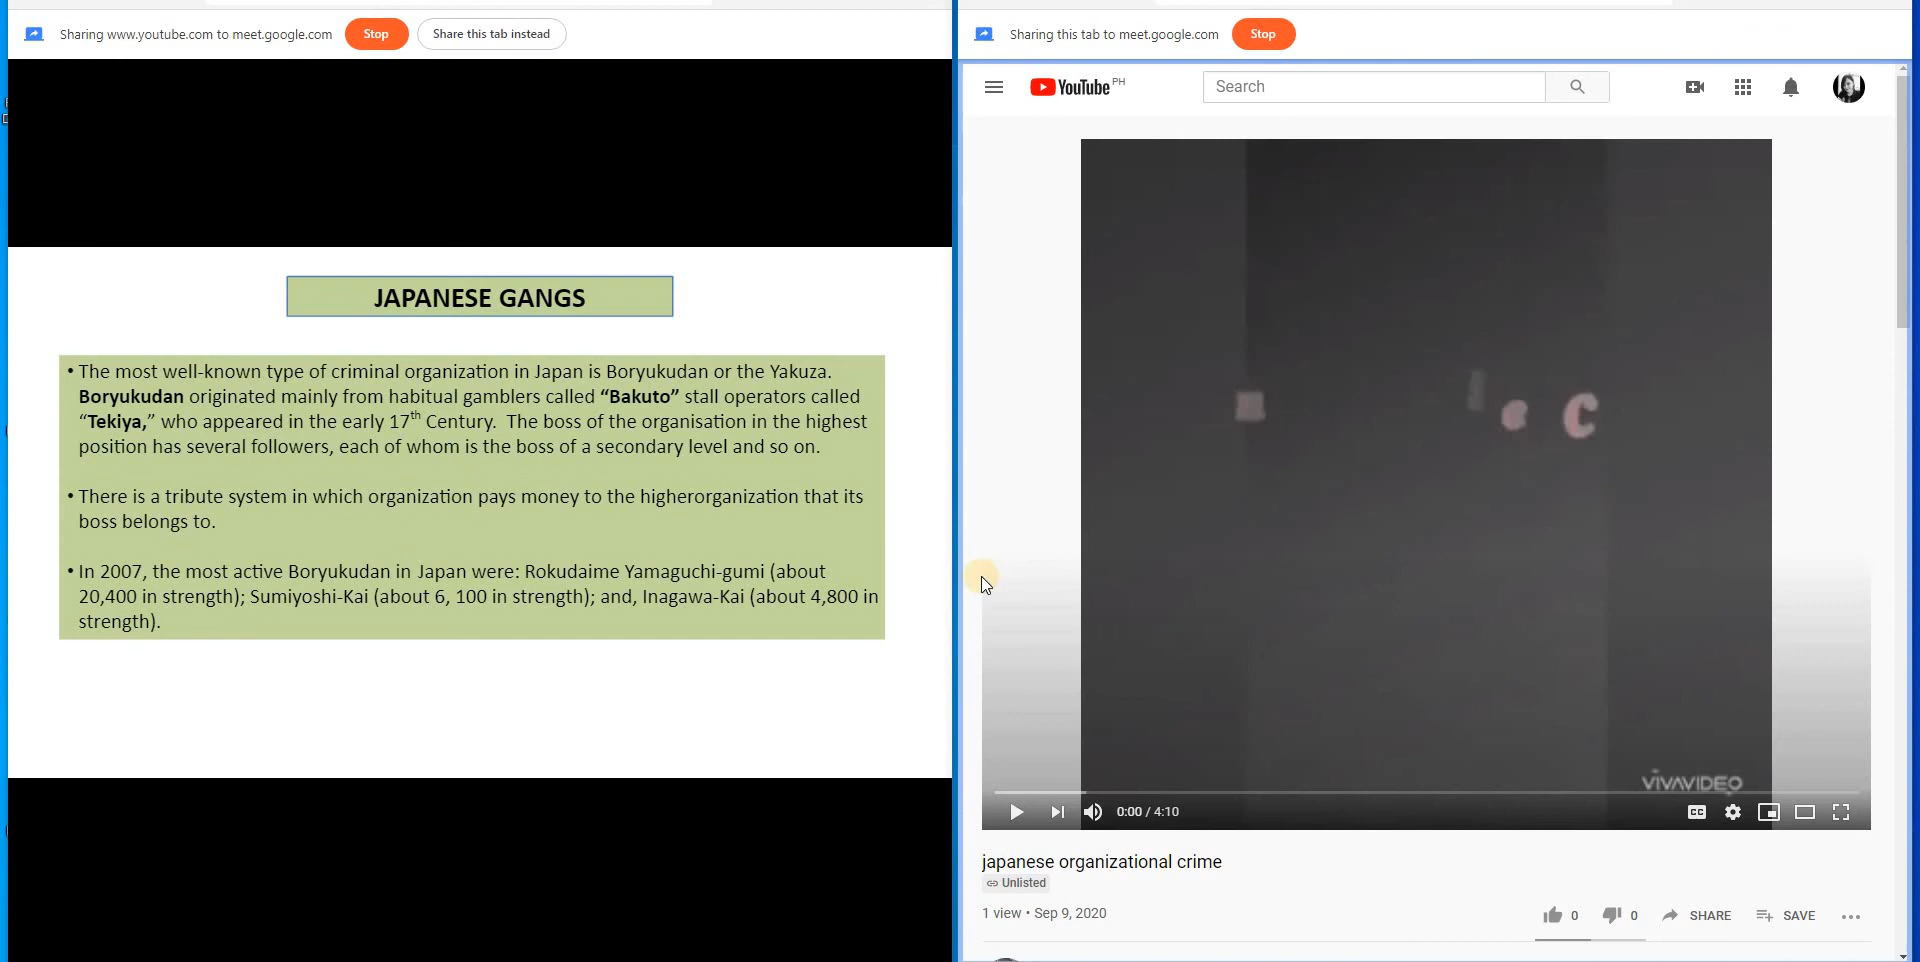 Sharing www.youtube.com to meet.google.com
Stop
Share this tab instead
JAPANESE GANGS
• The most well-known type of criminal organization in Japan is Boryukudan or the Yakuza.
Boryukudan originated mainly from habitual gamblers called “Bakuto” stall operators called
“Tekiya,” who appeared in the early 17th Century. The boss of the organisation in the highest
position has several followers, each of whom is the boss of a secondary level and so on.
• There is a tribute system in which organization pays money to the higherorganization that its
boss belongs to.
• In 2007, the most active Boryukudan in Japan were: Rokudaime Yamaguchi-gumi (about
20,400 in strength); Sumiyoshi-Kai (about 6, 100 in strength); and, Inagawa-Kai (about 4,800 in
strength).
Sharing this tab to meet.google.com
Stop
YouTube PH
Search
C
VIVAVIDEO
0:00 / 4:10
CC
japanese organizational crime
Unlisted
1 view • Sep 9, 2020
0
0
SHARE
SAVE